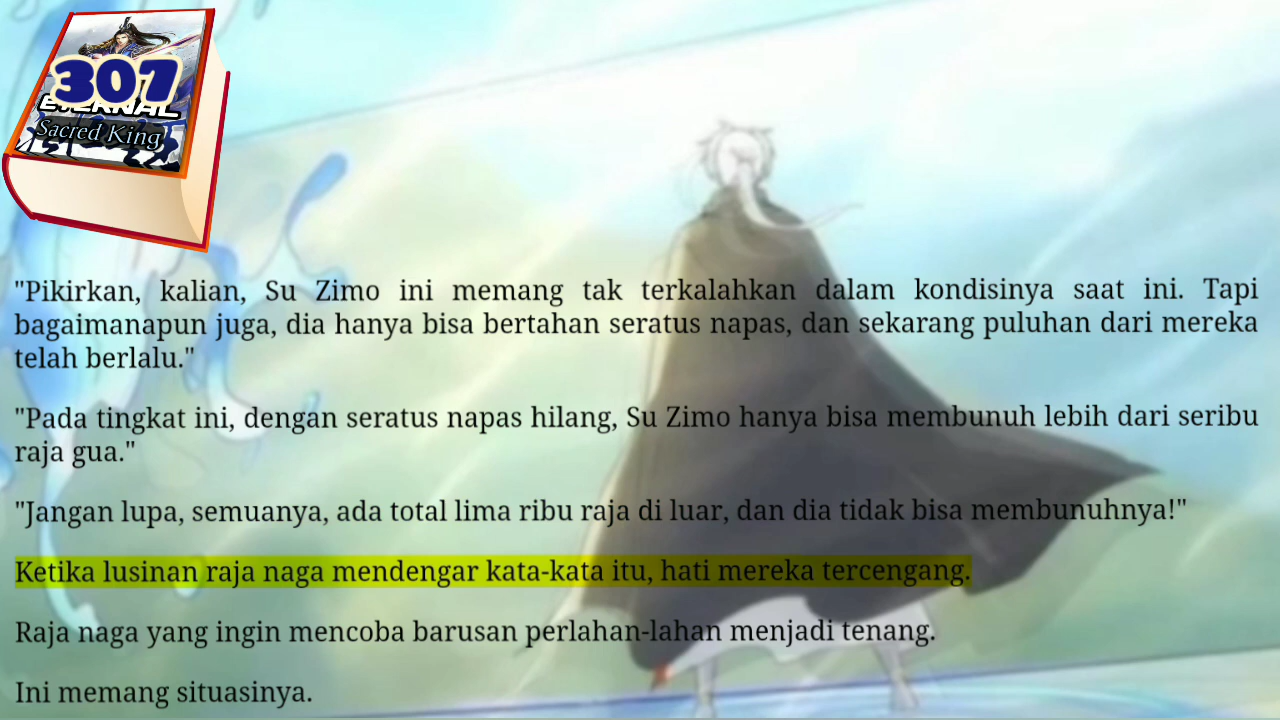 307
ETERNAL
Sacred King
"Pikirkan, kalian, Su Zimo ini memang tak terkalahkan dalam kondisinya saat ini. Tapi
bagaimanapun juga, dia hanya bisa bertahan seratus napas, dan sekarang puluhan dari mereka
telah berlalu."
"Pada tingkat ini, dengan seratus napas hilang, Su Zimo hanya bisa membunuh lebih dari seribu
raja gua."
"Jangan lupa, semuanya, ada total lima ribu raja di luar, dan dia tidak bisa membunuhnya!"
Ketika lusinan raja naga mendengar kata-kata itu, hati mereka tercengang.
Raja naga yang ingin mencoba barusan perlahan-lahan menjadi tenang.
Ini memang situasinya.